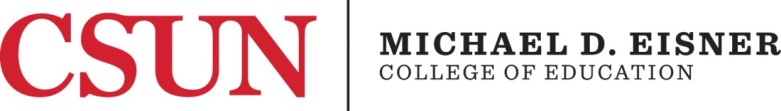 CSUN
MICHAEL D. EISNER
COLLEGE OF EDUCATION